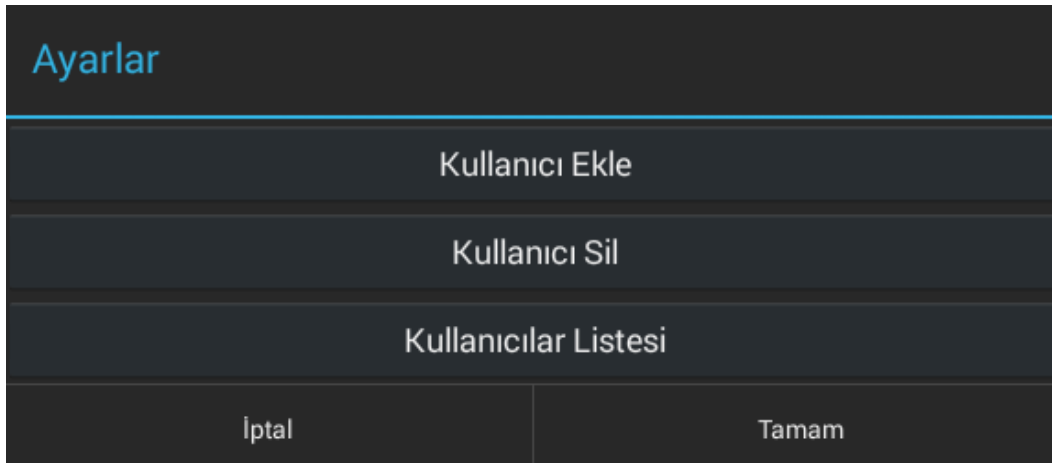 Ayarlar
Kullanıcı Ekle
Kullanıcı Sil
Kullanıcılar Listesi
İptal
Tamam